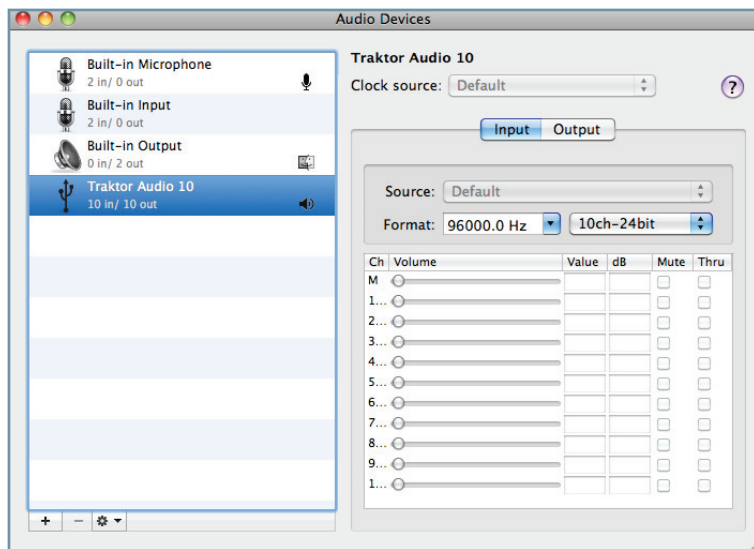 Audio Devices
Built-in Microphone
2 in/ 0 out
Built-in Input
2 in/ 0 out
Built-in Output
0 in/ 2 out
Traktor Audio 10
10 in/ 10 out
+ −
Traktor Audio 10
Clock source: Default
?
Input Output
Source: Default
Format: 96000.0 Hz 10ch-24bit
Ch Volume Value dB Mute Thru
M
1...
2...
3...
4...
5...
6...
7...
8...
9...
1...